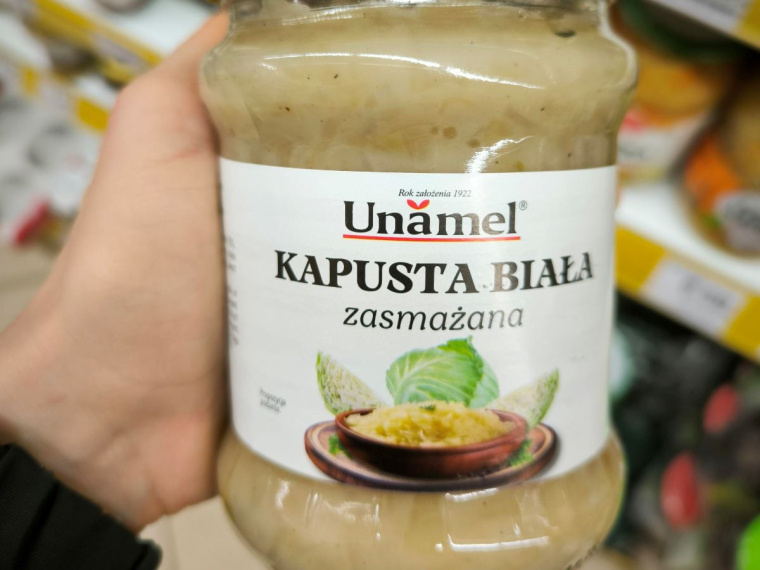 Rok założenia 1922
Unamel®
KAPUSTA BIAŁA
zasmażana